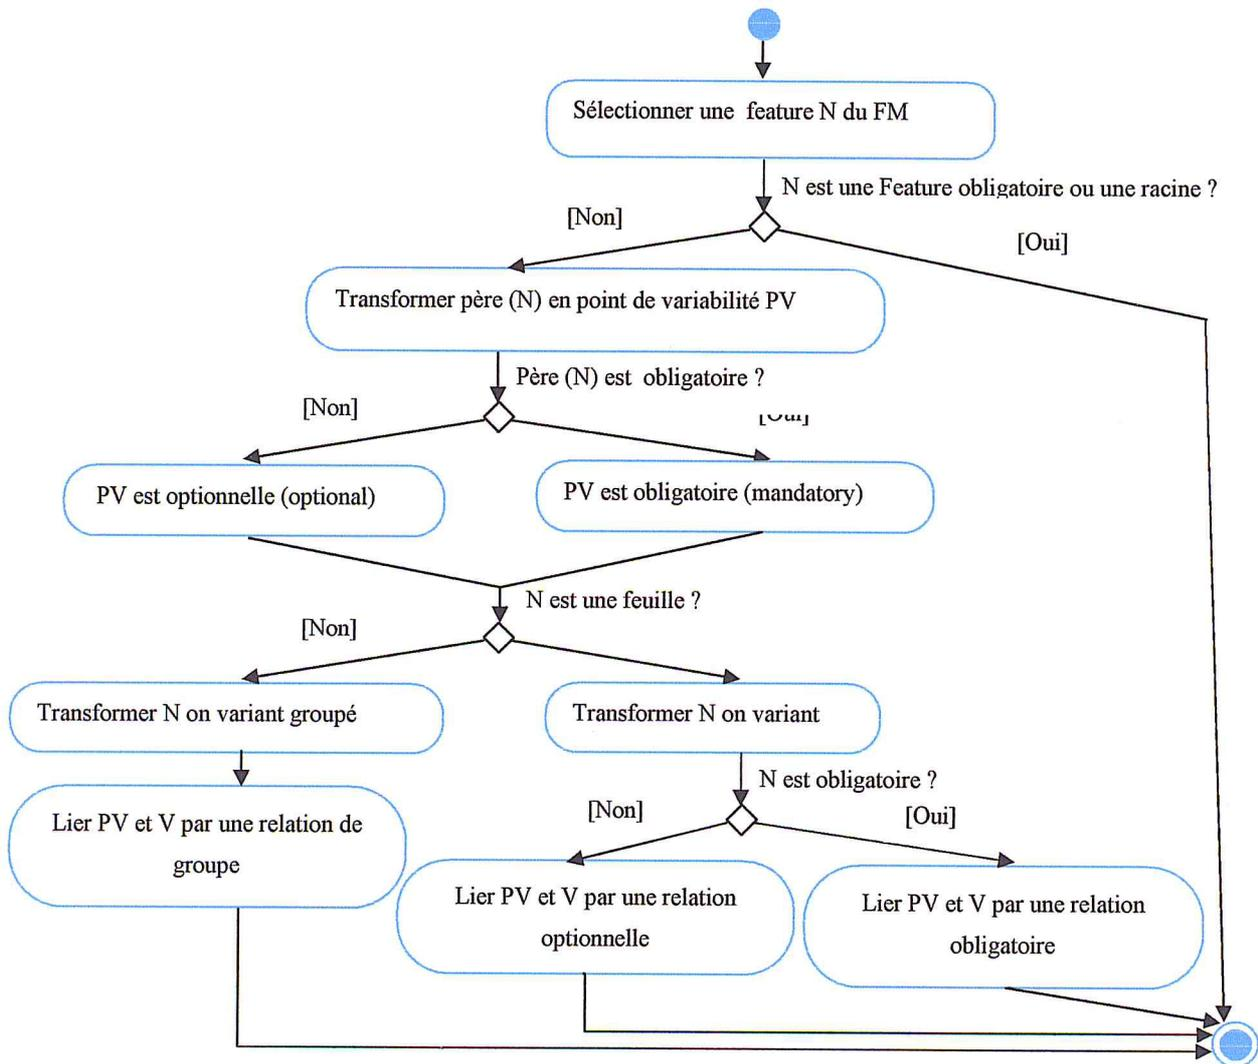 Sélectionner une feature N du FM
N est une Feature obligatoire ou une racine ?
[Non]
[Oui]
Transformer père (N) en point de variabilité PV
Père (N) est obligatoire ?
[Non]
PV est optionnelle (optional)
PV est obligatoire (mandatory)
N est une feuille ?
[Non]
Transformer N on variant groupé
Transformer N on variant
N est obligatoire ?
[Non]
[Oui]
Lier PV et V par une relation de
groupe
Lier PV et V par une relation
optionnelle
Lier PV et V par une relation
obligatoire